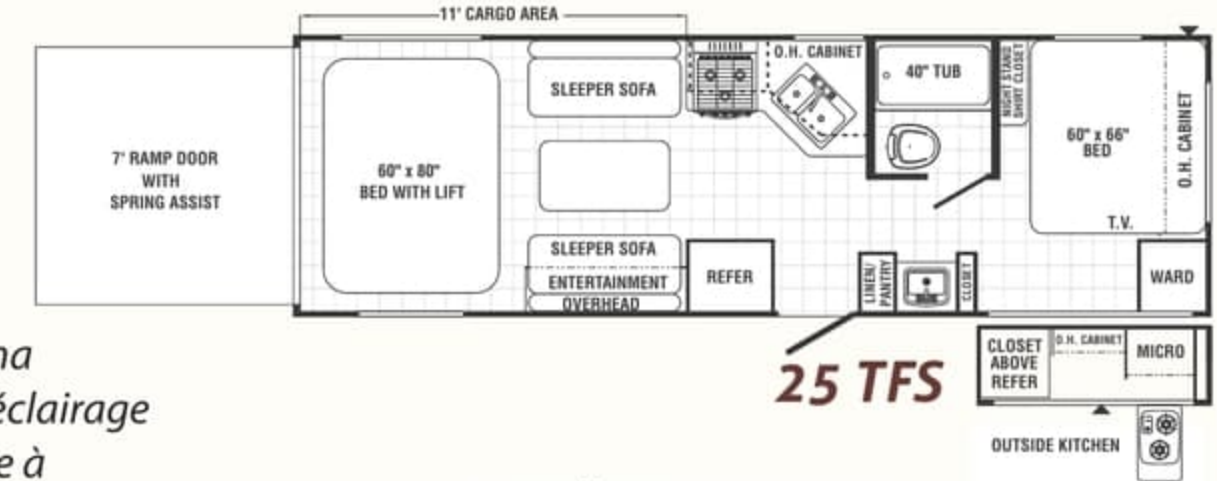 11' CARGO AREA
7' RAMP DOOR
WITH
SPRING ASSIST
60" x 80"
BED WITH LIFT
SLEEPER SOFA
SLEEPER SOFA
ENTERTAINMENT
OVERHEAD
REFER
O.H. CABINET
40" TUB
NIGHT STAND
SHIRT CLOSET
60" x 66"
BED
O.H. CABINET
T.V.
LINEN/
PANTRY
CLOSET
WARD
25 TFS
CLOSET
ABOVE
REFER
O.H. CABINET
MICRO
OUTSIDE KITCHEN
na
éclairage
e à